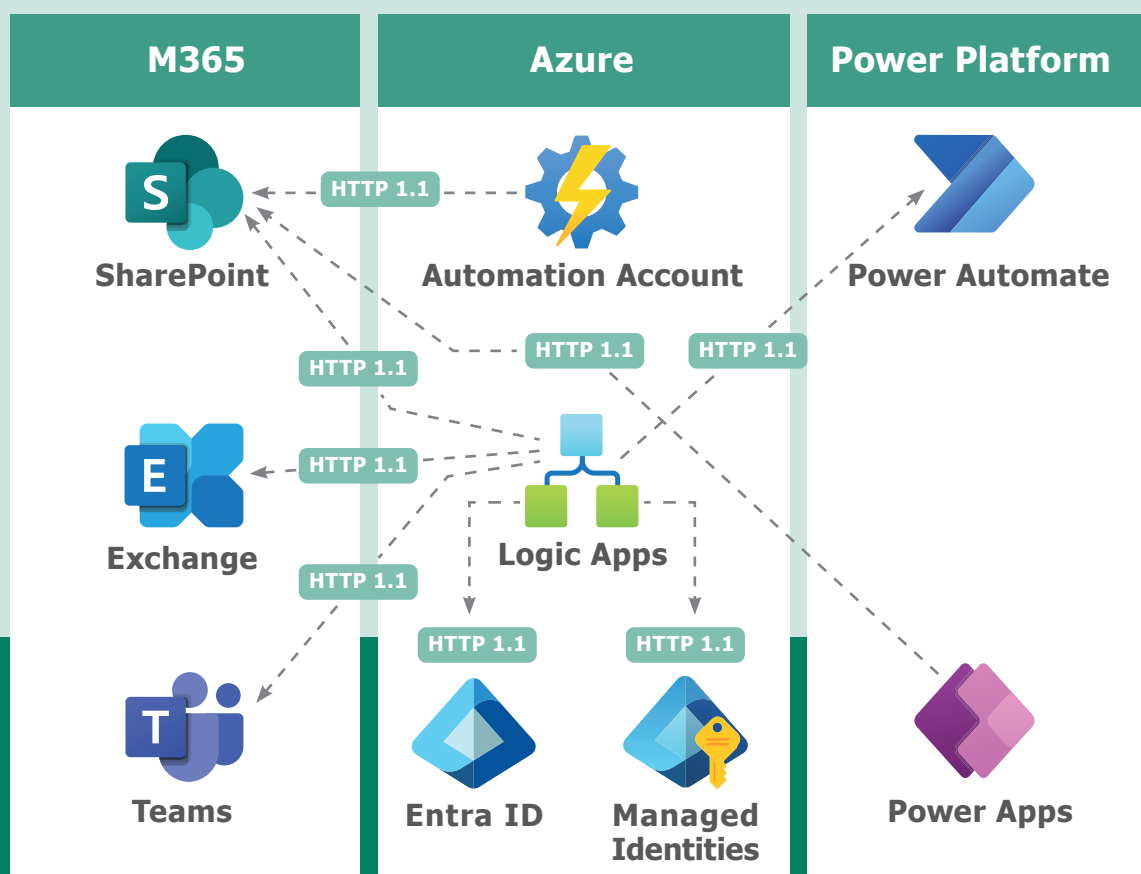 M365
Azure
Power Platform
S
HTTP 1.1
SharePoint
Automation Account
Power Automate
HTTP 1.1
HTTP 1.1
HTTP 1.1
E
HTTP 1.1
Exchange
Logic Apps
HTTP 1.1
HTTP 1.1
HTTP 1.1
T
Teams
Entra ID
Managed
Identities
Power Apps